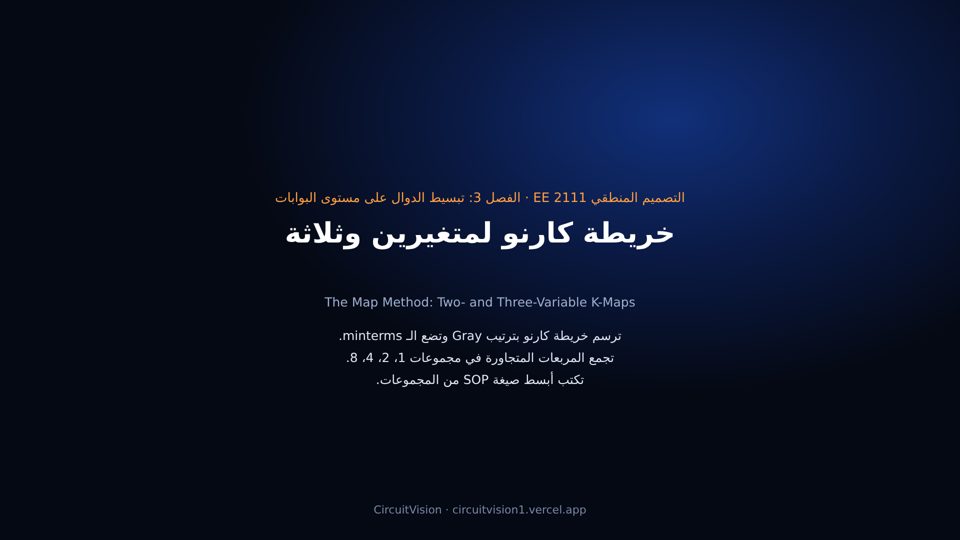 التصميم المنطقي EE 2111 · الفصل 3: تبسيط الدوال على مستوى البوابات
خريطة كارنو لمتغيرين وثلاثة
The Map Method: Two- and Three-Variable K-Maps
ترسم خريطة كارنو بترتيب Gray وتضع الـ minterms.
تجمع المربعات المتجاورة في مجموعات 1، 2، 4، 8.
تكتب أبسط صيغة SOP من المجموعات.
CircuitVision · circuitvision1.vercel.app